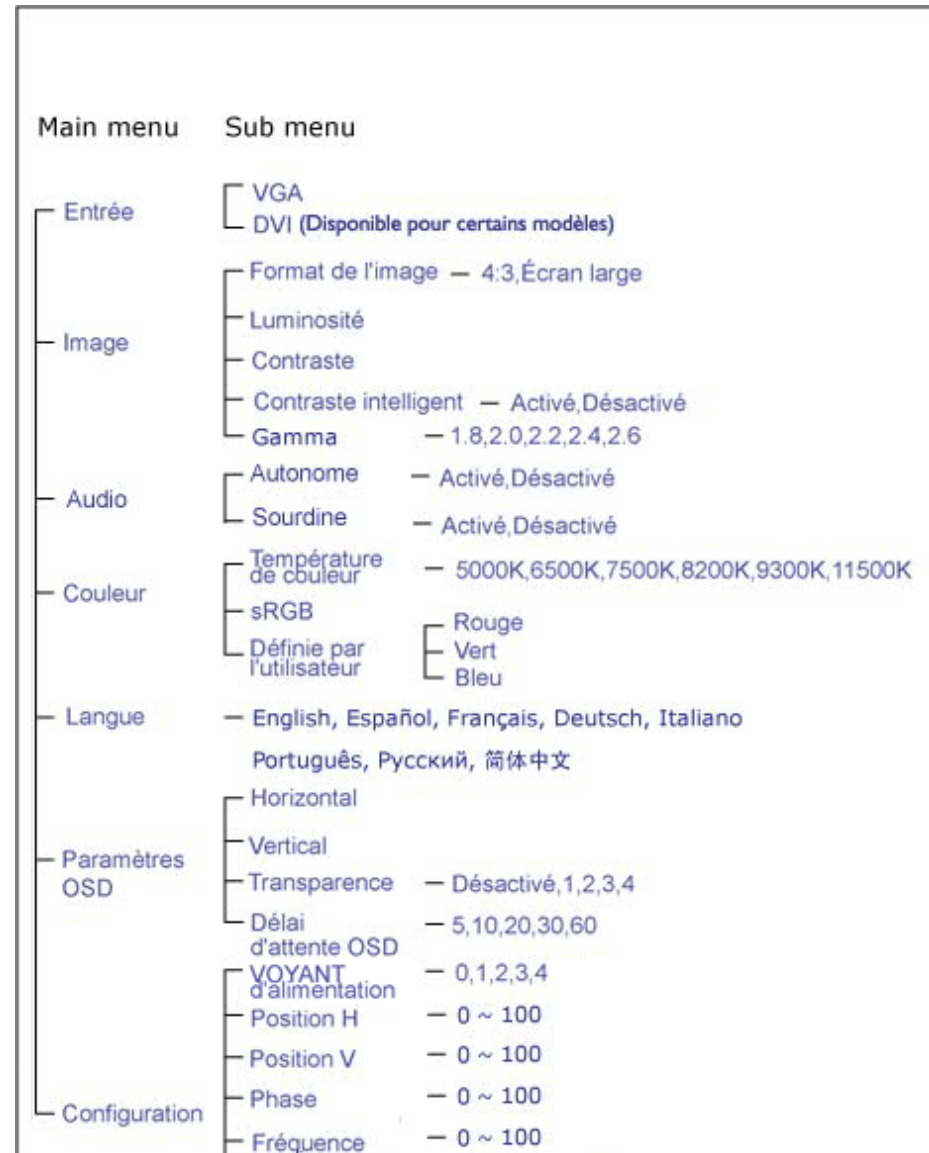 Main menu Sub menu
Entrée
VGA
DVI (Disponible pour certains modèles)
Image
Format de l'image — 4:3,Écran large
Luminosité
Contraste
Contraste intelligent — Activé,Désactivé
Gamma — 1.8,2.0,2.2,2.4,2.6
Audio
Autonome — Activé,Désactivé
Sourdine — Activé,Désactivé
Couleur
Température
de couleur — 5000K,6500K,7500K,8200K,9300K,11500K
sRGB
Définie par
l'utilisateur
Rouge
Vert
Bleu
Langue — English, Español, Français, Deutsch, Italiano
Português, Русский, 简体中文
Paramètres
OSD
Horizontal
Vertical
Transparence — Désactivé,1,2,3,4
Délai
d'attente OSD — 5,10,20,30,60
Configuration
VOYANT
d'alimentation — 0,1,2,3,4
Position H — 0 ~ 100
Position V — 0 ~ 100
Phase — 0 ~ 100
Fréquence — 0 ~ 100